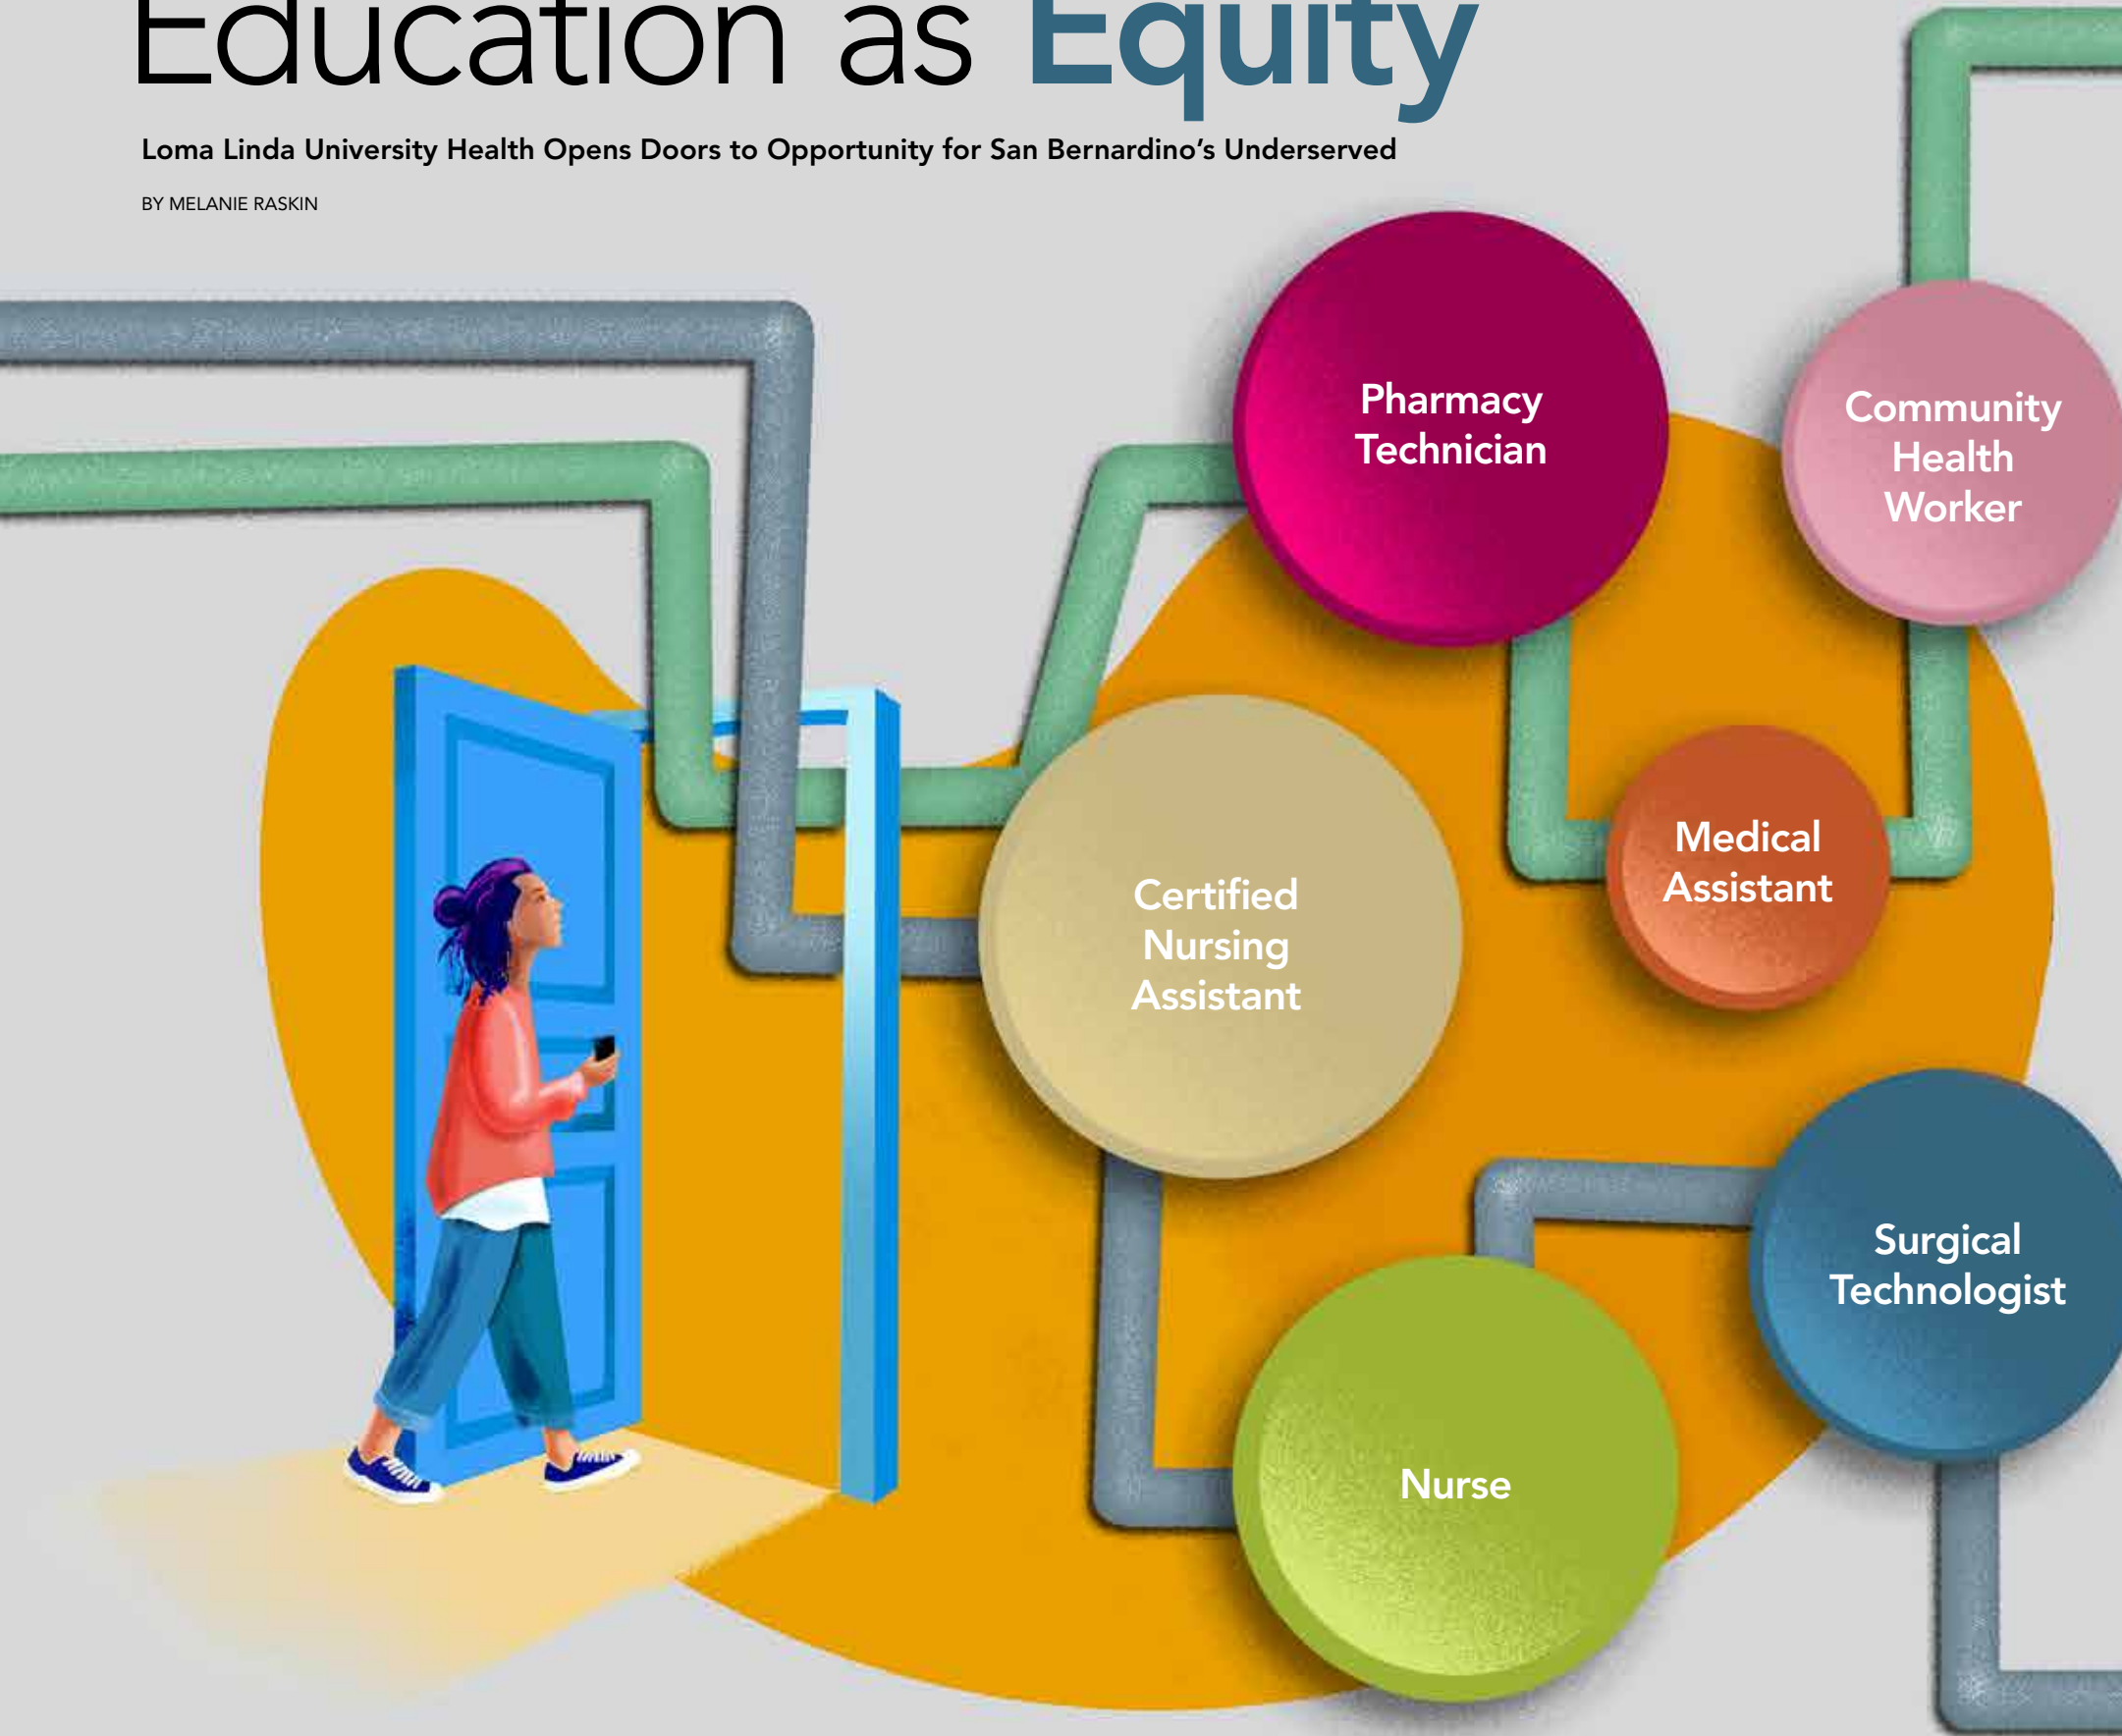 Education as Equity
Loma Linda University Health Opens Doors to Opportunity for San Bernardino’s Underserved
BY MELANIE RASKIN
Pharmacy
Technician
Community
Health
Worker
Medical
Assistant
Certified
Nursing
Assistant
Surgical
Technologist
Nurse